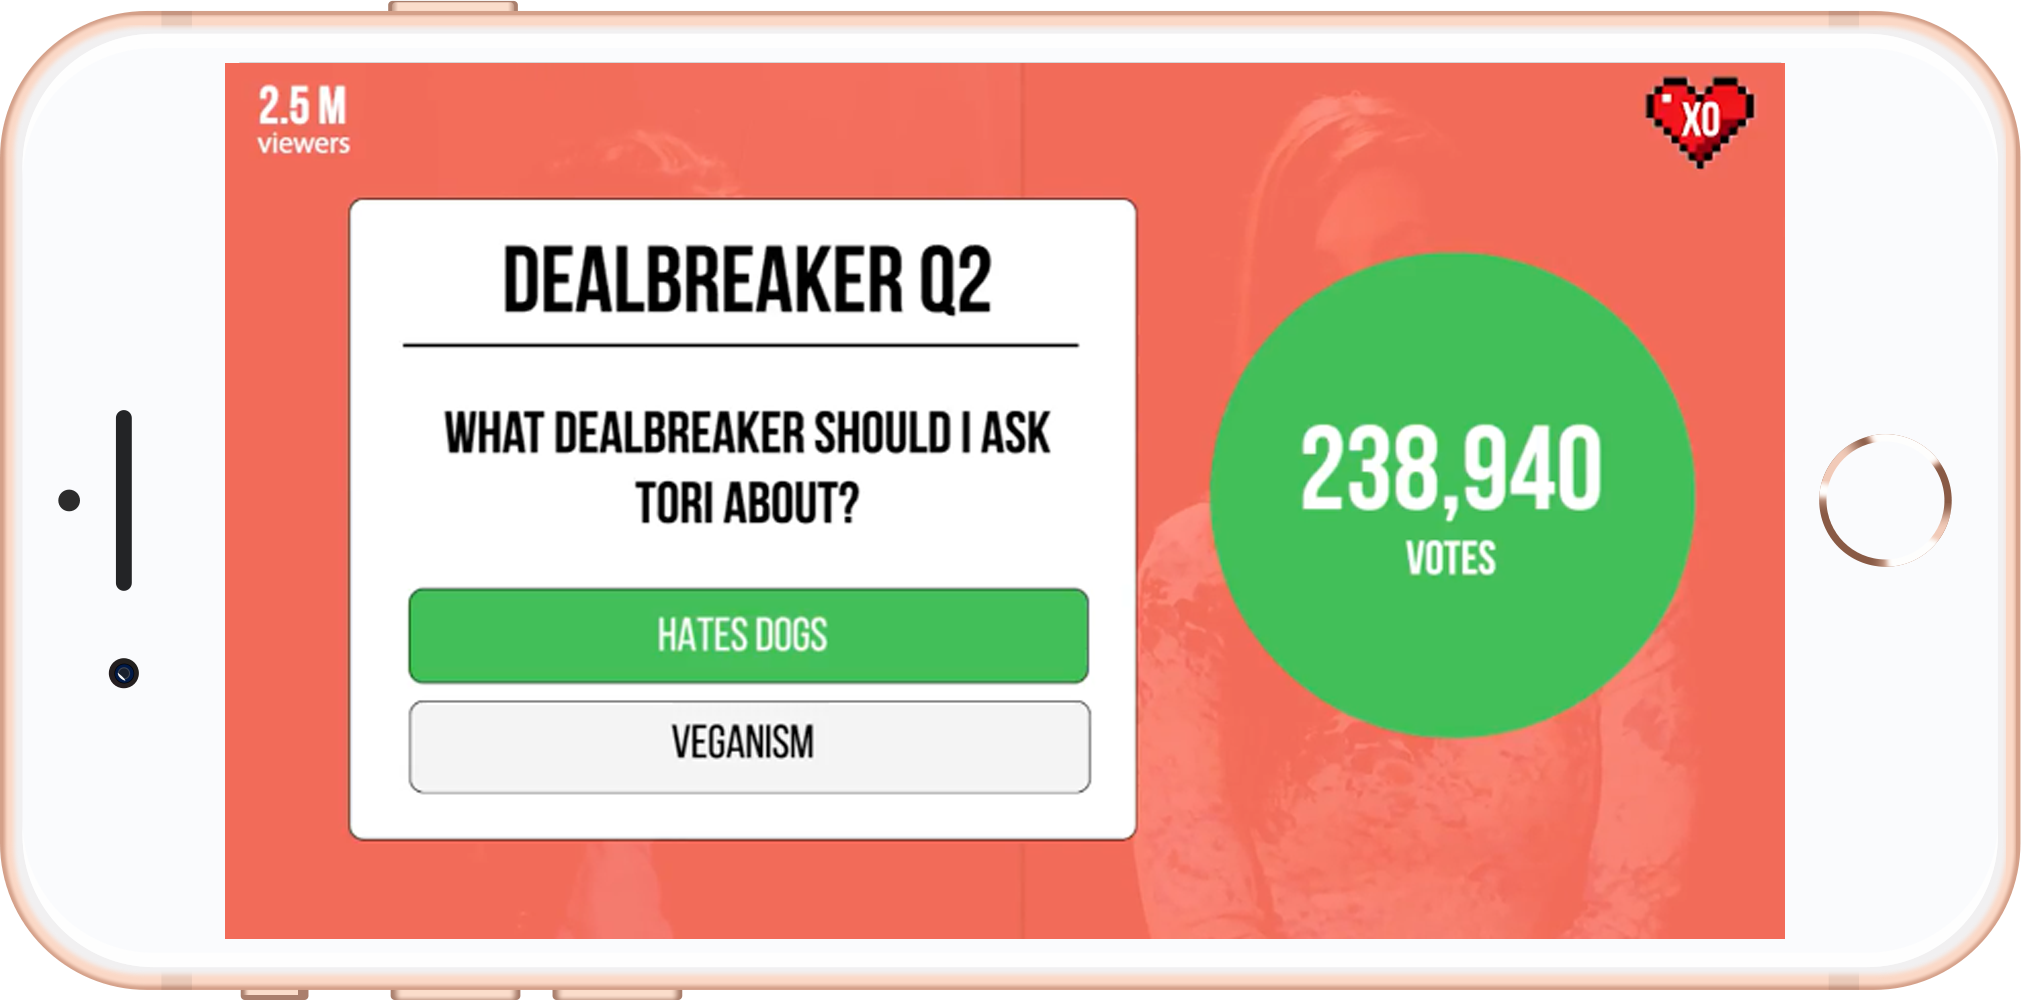 2.5 M
viewers
XO
DEALBREAKER Q2
WHAT DEALBREAKER SHOULD I ASK
TORI ABOUT?
HATES DOGS
VEGANISM
238,940
VOTES